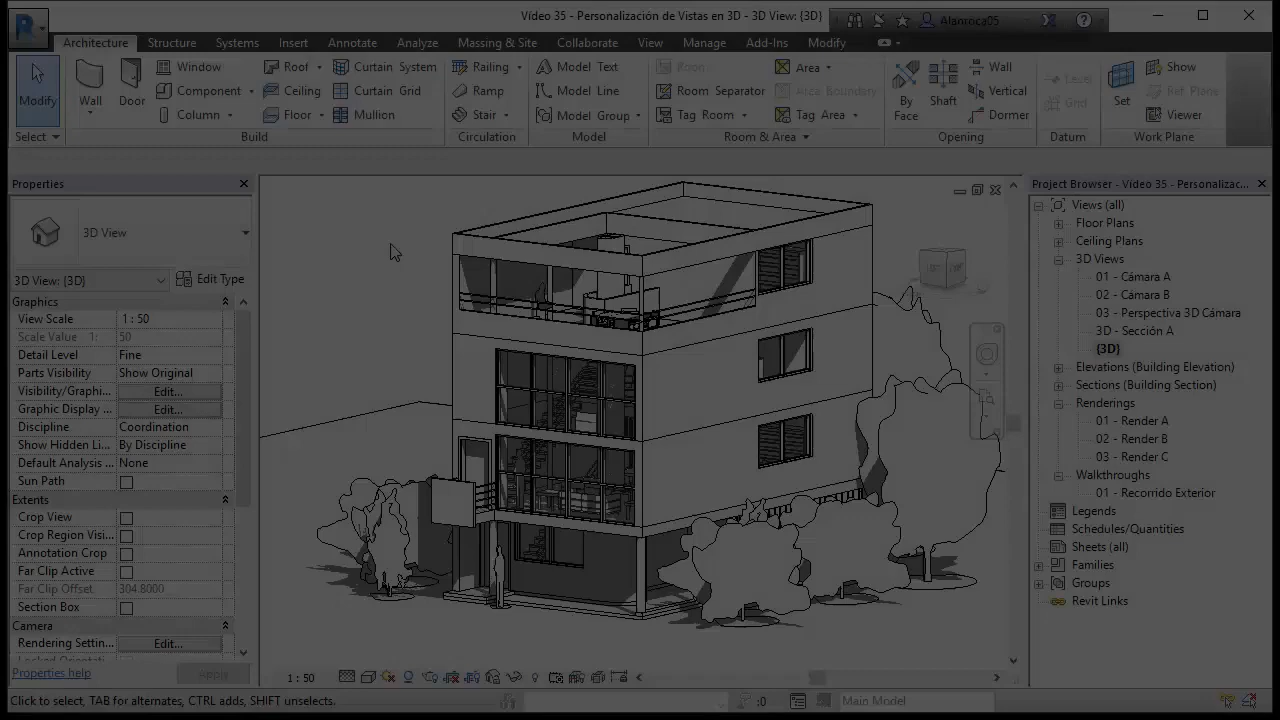 Vídeo 35 - Personalización de Vistas en 3D - 3D View: {3D}
Alanroca05
Architecture Structure Systems Insert Annotate Analyze Massing & Site Collaborate View Manage Add-Ins Modify
Modify
Select
Wall
Door
Window
Component
Column
Roof
Ceiling
Floor
Curtain System
Curtain Grid
Mullion
Build
Railing
Ramp
Stair
Circulation
Model Text
Model Line
Model Group
Model
Room
Room Separator
Tag Room
Area
Area Boundary
Tag Area
Room & Area
By Face
Shaft
Wall
Vertical
Dormer
Opening
Level
Grid
Datum
Set
Show
Ref Plane
Viewer
Work Plane
Properties
3D View
3D View: {3D}
Edit Type
Graphics
View Scale 1 : 50
Scale Value 1: 50
Detail Level Fine
Parts Visibility Show Original
Visibility/Graphi... Edit...
Graphic Display ... Edit...
Discipline Coordination
Show Hidden Li... By Discipline
Default Analysis ... None
Sun Path
Extents
Crop View
Crop Region Visi...
Annotation Crop
Far Clip Active
Far Clip Offset 304.8000
Section Box
Camera
Rendering Settin... Edit...
Properties help
Apply
1 : 50
Project Browser - Vídeo 35 - Personalizac...
Views (all)
Floor Plans
Ceiling Plans
3D Views
01 - Cámara A
02 - Cámara B
03 - Perspectiva 3D Cámara
3D - Sección A
{3D}
Elevations (Building Elevation)
Sections (Building Section)
Renderings
01 - Render A
02 - Render B
03 - Render C
Walkthroughs
01 - Recorrido Exterior
Legends
Schedules/Quantities
Sheets (all)
Families
Groups
Revit Links
Click to select, TAB for alternates, CTRL adds, SHIFT unselects.
:0
Main Model